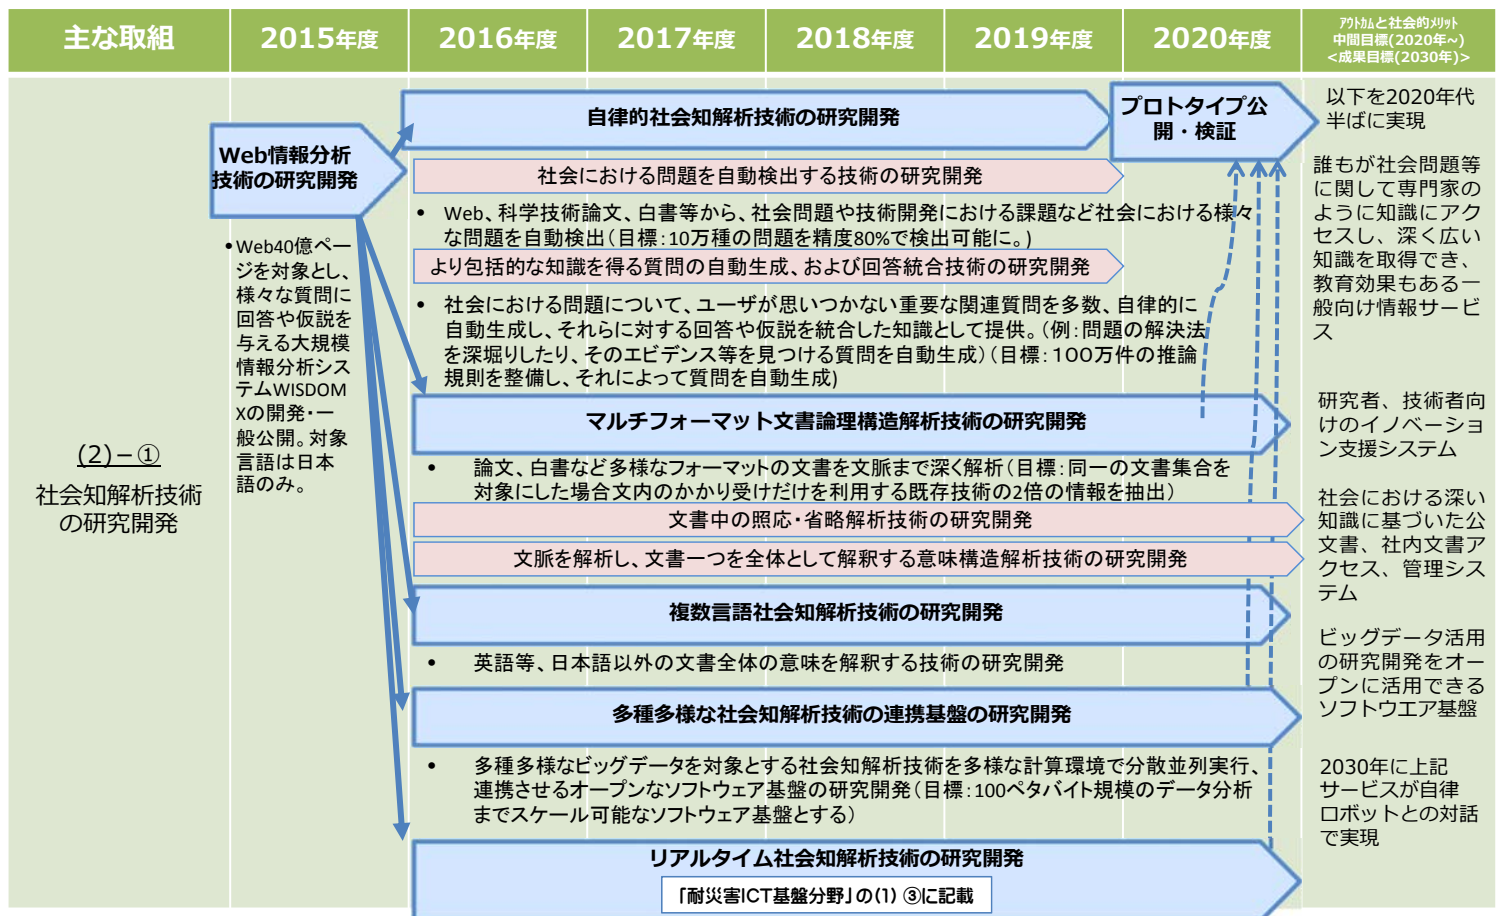 主な取組
2015年度
2016年度
2017年度
2018年度
2019年度
2020年度
ｱｳﾄｶﾑと社会的ﾒﾘｯﾄ
中間目標(2020年~)
<成果目標(2030年)>
(2)－①
社会知解析技術
の研究開発
Web情報分析
技術の研究開発
•Web40億ペー
ジを対象とし、
様々な質問に
回答や仮説を
与える大規模
情報分析シス
テムWISDOM
Xの開発・一
般公開。対象
言語は日本
語のみ。
自律的社会知解析技術の研究開発
プロトタイプ公
開・検証
社会における問題を自動検出する技術の研究開発
• Web、科学技術論文、白書等から、社会問題や技術開発における課題など社会における様々
な問題を自動検出（目標：10万種の問題を精度80%で検出可能に。)
より包括的な知識を得る質問の自動生成、および回答統合技術の研究開発
• 社会における問題について、ユーザが思いつかない重要な関連質問を多数、自律的に
自動生成し、それらに対する回答や仮説を統合した知識として提供。（例：問題の解決法
を深堀りしたり、そのエビデンス等を見つける質問を自動生成）（目標：１００万件の推論
規則を整備し、それによって質問を自動生成)
マルチフォーマット文書論理構造解析技術の研究開発
• 論文、白書など多様なフォーマットの文書を文脈まで深く解析（目標：同一の文書集合を
対象にした場合文内のかかり受けだけを利用する既存技術の2倍の情報を抽出）
文書中の照応・省略解析技術の研究開発
文脈を解析し、文書一つを全体として解釈する意味構造解析技術の研究開発
複数言語社会知解析技術の研究開発
• 英語等、日本語以外の文書全体の意味を解釈する技術の研究開発
多種多様な社会知解析技術の連携基盤の研究開発
• 多種多様なビッグデータを対象とする社会知解析技術を多様な計算環境で分散並列実行、
連携させるオープンなソフトウェア基盤の研究開発（目標：100ペタバイト規模のデータ分析
までスケール可能なソフトウェア基盤とする）
リアルタイム社会知解析技術の研究開発
「耐災害ICT基盤分野」の(1) ③に記載
以下を2020年代
半ばに実現
誰もが社会問題等
に関して専門家の
ように知識にアク
セスし、深く広い
知識を取得でき、
教育効果もある一
般向け情報サービ
ス
研究者、技術者向
けのイノベーショ
ン支援システム
社会における深い
知識に基づいた公
文書、社内文書ア
クセス、管理シス
テム
ビッグデータ活用
の研究開発をオー
プンに活用できる
ソフトウエア基盤
2030年に上記
サービスが自律
ロボットとの対話
で実現